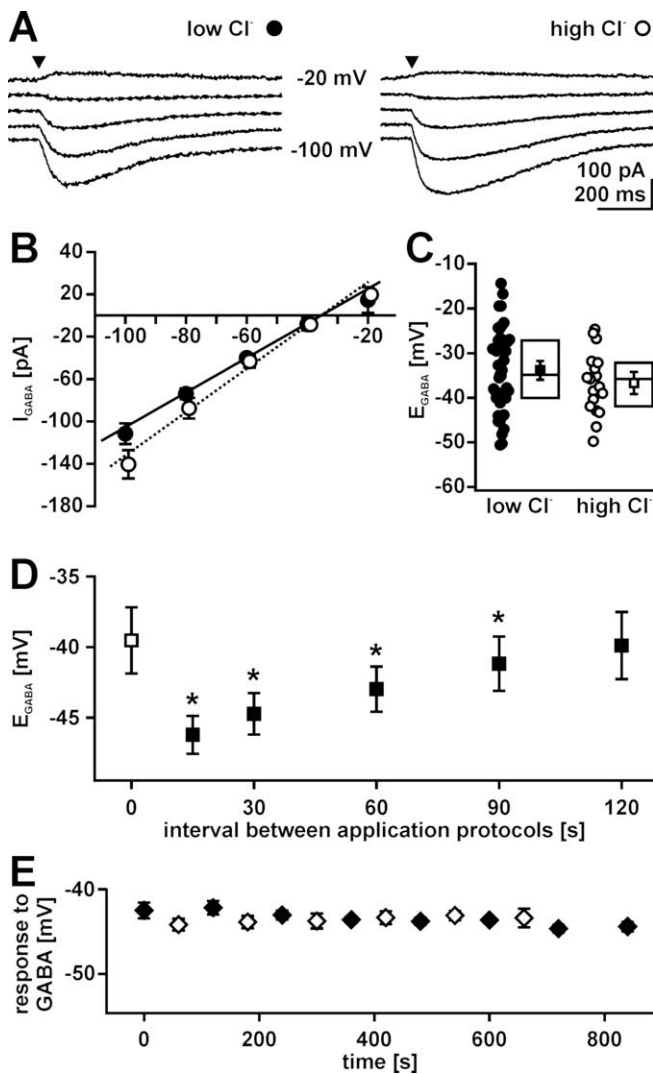 A
low Cl-
high Cl-
-20 mV
-100 mV
100 pA
200 ms
B
C
40
20
-20
-60
-100
-140
-180
-100
-80
-60
-40
-20
IGABA [pA]
-10
-20
-30
-40
-50
-60
EGABA [mV]
low Cl-
high Cl-
D
-35
-40
-45
EGABA [mV]
*
*
*
*
0
30
60
90
120
interval between application protocols [s]
E
-40
-50
response to
GABA [mV]
0
200
400
600
800
time [s]